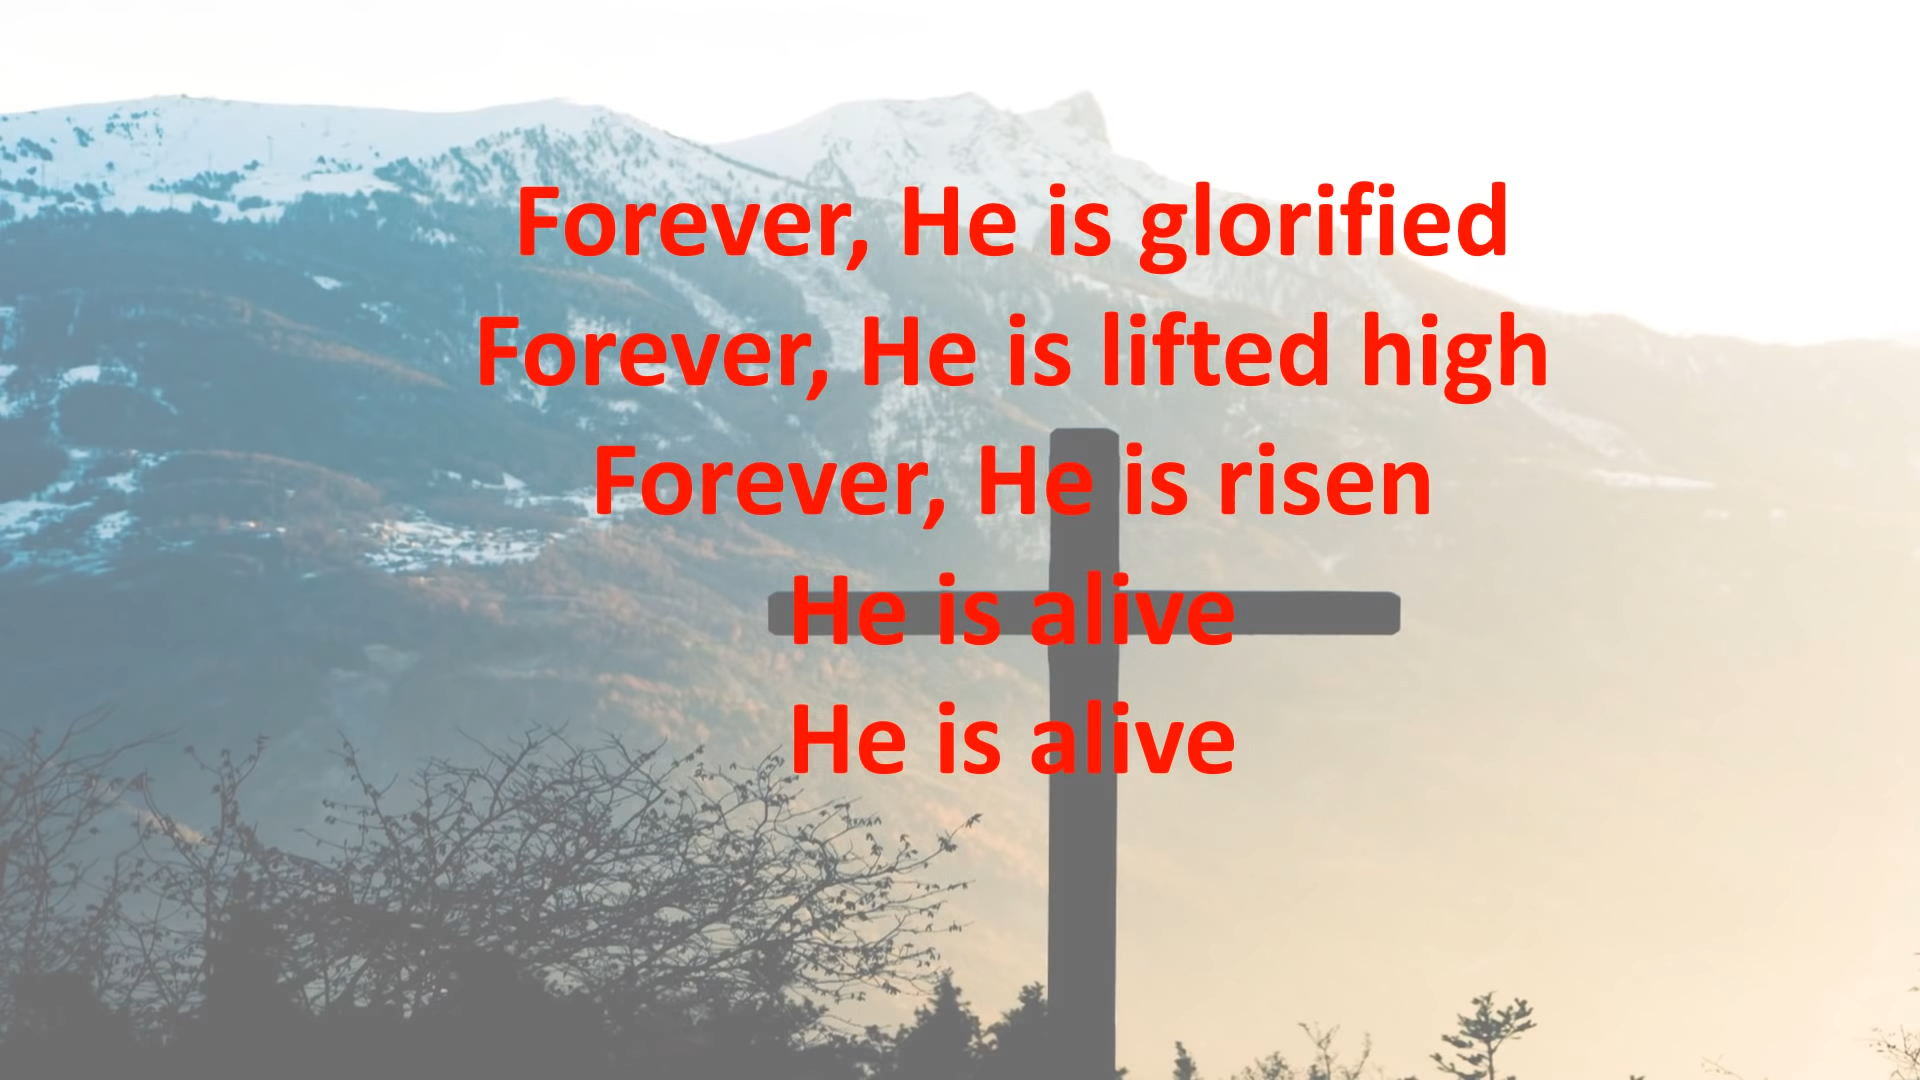 Forever, He is glorified
Forever, He is lifted high
Forever, He is risen
He is alive
He is alive